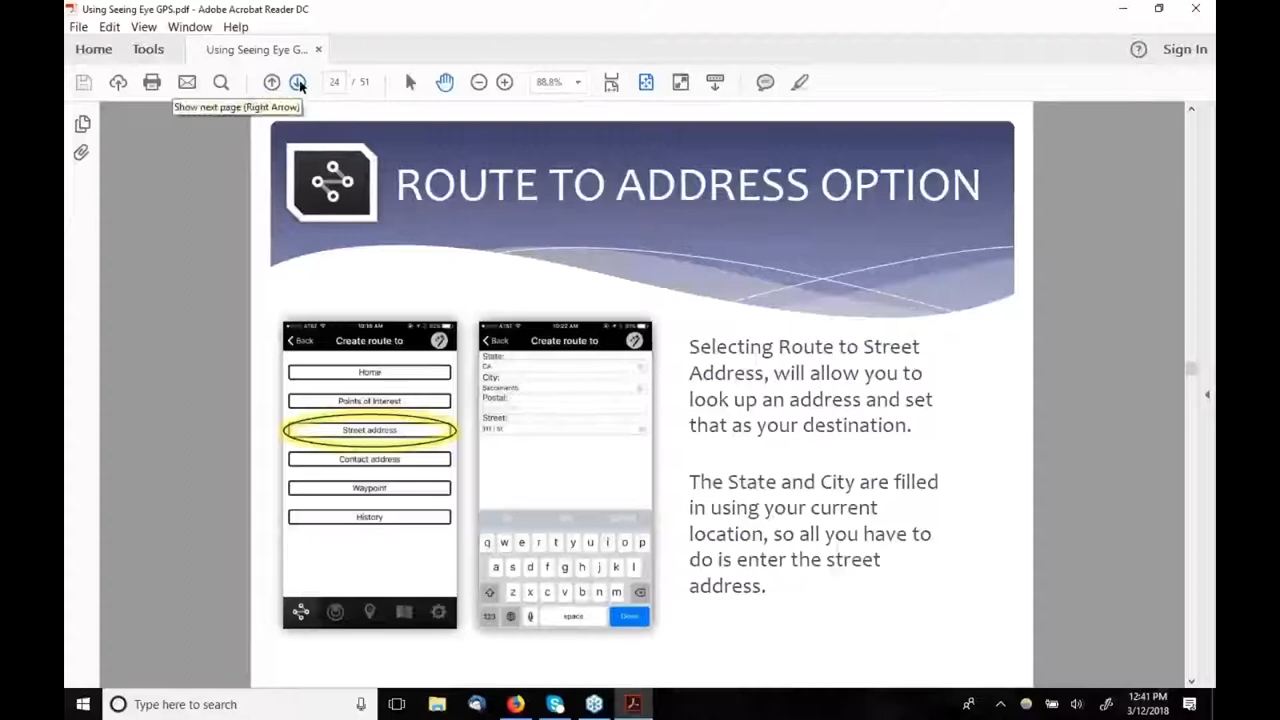 Using Seeing Eye GPS.pdf - Adobe Acrobat Reader DC
File Edit View Window Help
Home Tools Using Seeing Eye G... × Sign In
24 / 51 88.8%
Show next page (Right Arrow)
ROUTE TO ADDRESS OPTION
Back Create route to
Home
Points of Interest
Street address
Contact address
Waypoint
History
Back Create route to
State:
CA
City:
Sacramento
Postal:
Street:
q w e r t y u i o p
a s d f g h j k l
z x c v b n m
123 space Done
Selecting Route to Street
Address, will allow you to
look up an address and set
that as your destination.
The State and City are filled
in using your current
location, so all you have to
do is enter the street
address.
Type here to search
12:41 PM
3/12/2018